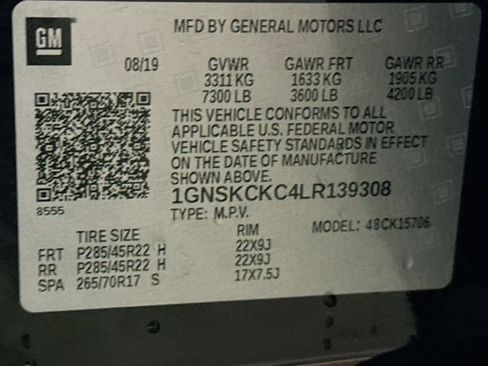 GM
MFD BY GENERAL MOTORS LLC
08/19 GVWR GAWR FRT GAWR RR
3311 KG 1633 KG 1905 KG
7300 LB 3600 LB 4200 LB
THIS VEHICLE CONFORMS TO ALL
APPLICABLE U.S. FEDERAL MOTOR
VEHICLE SAFETY STANDARDS IN EFFECT
ON THE DATE OF MANUFACTURE
SHOWN ABOVE.
8555
1GNSKCKC4LR139308
TYPE: M.P.V. MODEL: 48CK15706
TIRE SIZE RIM
FRT P285/45R22 H 22X9J
RR P285/45R22 H 22X9J
SPA 265/70R17 S 17X7.5J